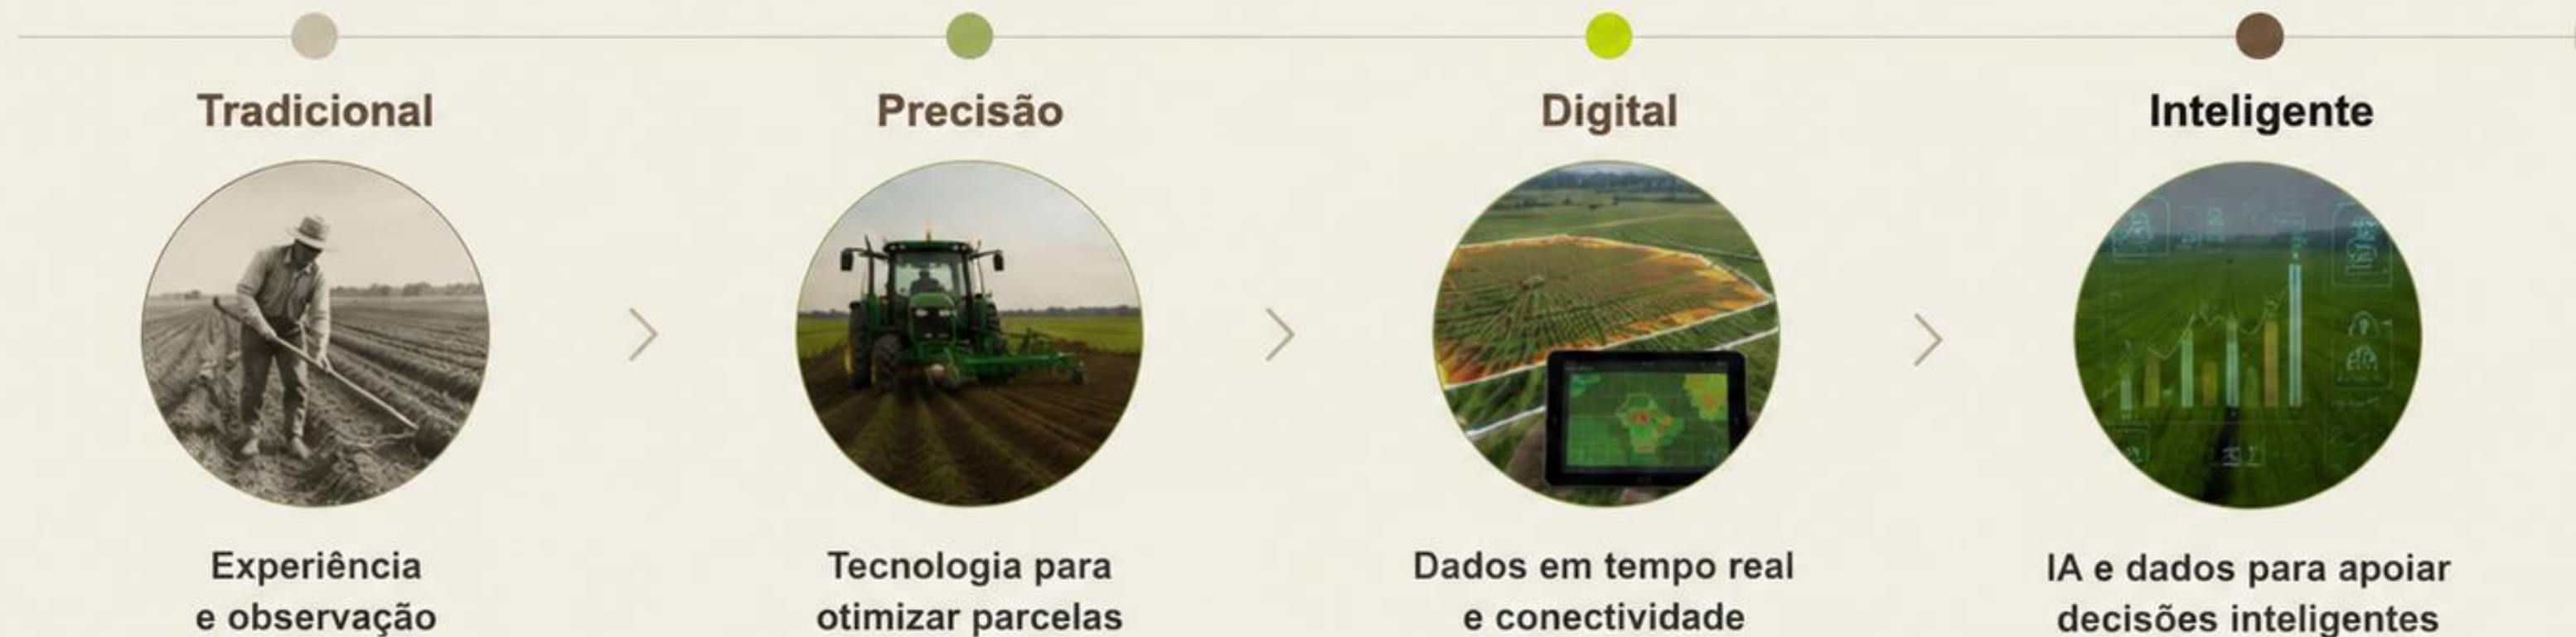 Tradicional
Precisão
Digital
Inteligente
Experiência
e observação
Tecnologia para
otimizar parcelas
Dados em tempo real
e conectividade
IA e dados para apoiar
decisões inteligentes